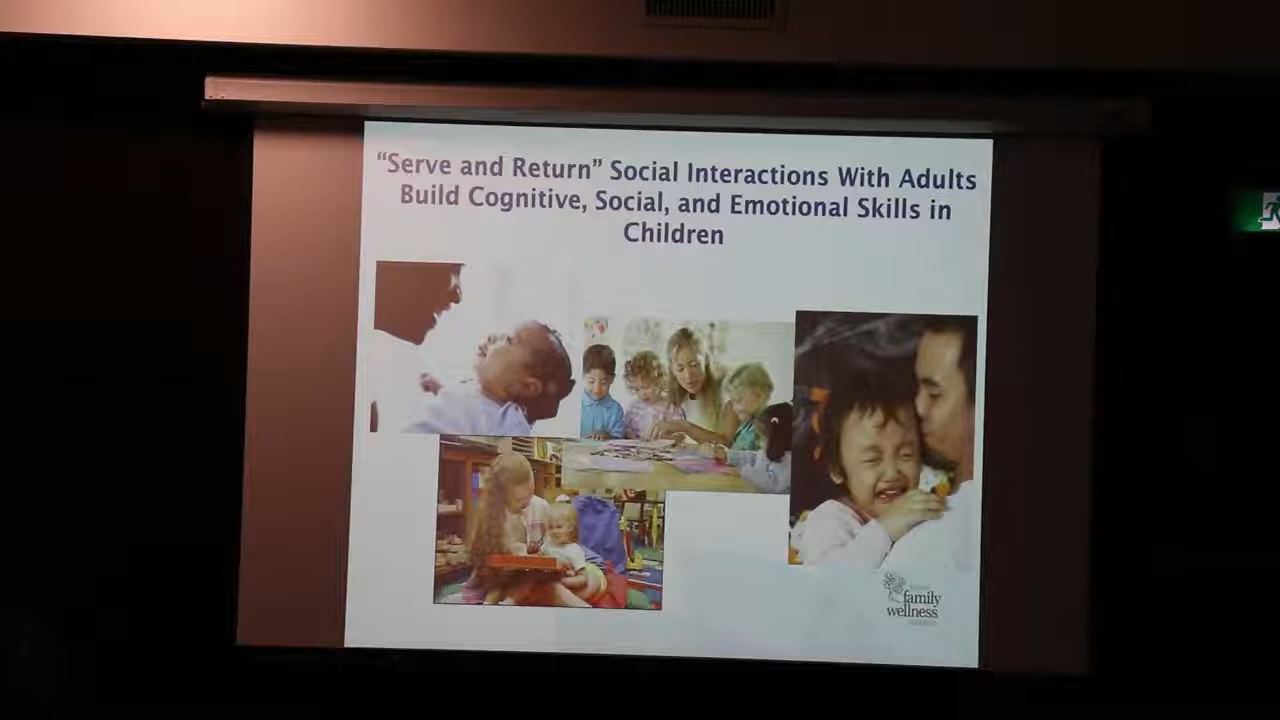 “Serve and Return” Social Interactions With Adults
Build Cognitive, Social, and Emotional Skills in
Children
family
wellness